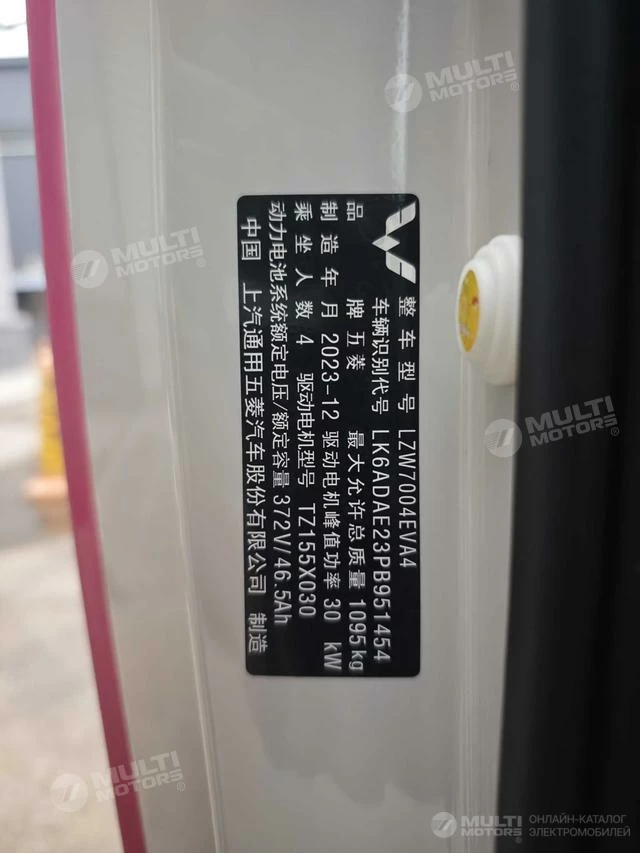 整车型号 LZW7004EVA4
车辆识别代号 LK6ADAE23PB951454
品牌 五菱 最大允许总质量 1095kg
制造年月 2023-12 驱动电机峰值功率 30 kW
乘坐人数 4 驱动电机型号 TZ155X030
动力电池系统额定电压/额定容量 372V/46.5Ah
中国 上汽通用五菱汽车股份有限公司 制造
MULTI MOTORS
MULTI MOTORS
MULTI MOTORS
MULTI MOTORS
MULTI MOTORS
ОНЛАЙН-КАТАЛОГ
ЭЛЕКТРОМОБИЛЕЙ